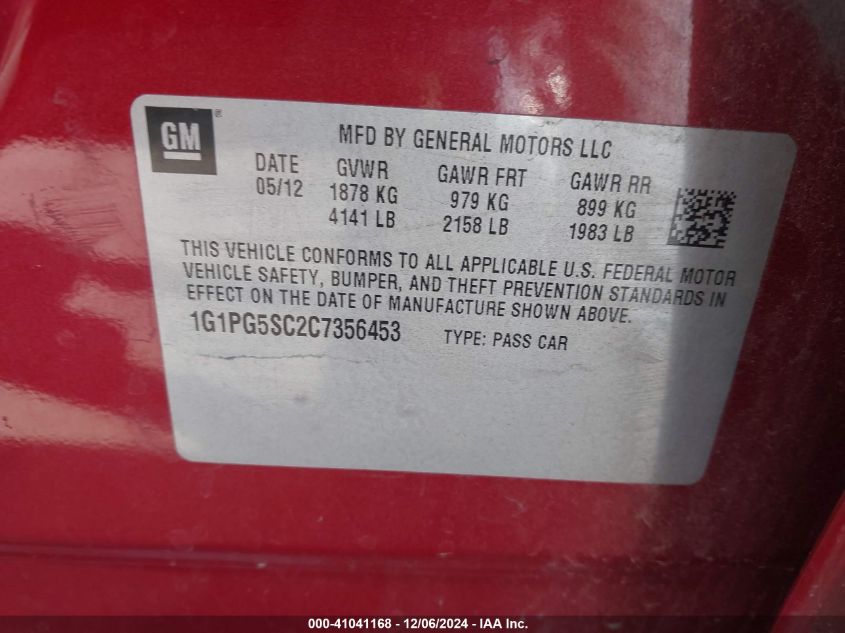 GM ®
MFD BY GENERAL MOTORS LLC
DATE GVWR GAWR FRT GAWR RR
05/12 1878 KG 979 KG 899 KG
4141 LB 2158 LB 1983 LB
THIS VEHICLE CONFORMS TO ALL APPLICABLE U.S. FEDERAL MOTOR
VEHICLE SAFETY, BUMPER, AND THEFT PREVENTION STANDARDS IN
EFFECT ON THE DATE OF MANUFACTURE SHOWN ABOVE.
1G1PG5SC2C7356453 TYPE: PASS CAR
000-41041168 - 12/06/2024 - IAA Inc.